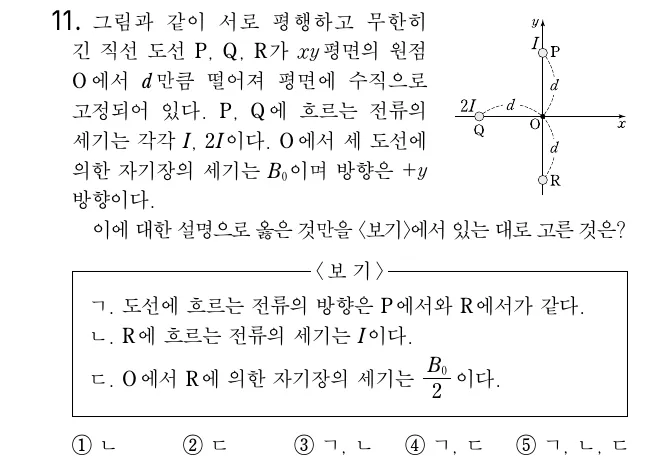 11. 그림과 같이 서로 평행하고 무한히
긴 직선 도선 P, Q, R가 xy평면의 원점
O에서 d만큼 떨어져 평면에 수직으로
고정되어 있다. P, Q에 흐르는 전류의
세기는 각각 I, 2I이다. O에서 세 도선에
의한 자기장의 세기는 B₀이며 방향은 +y
방향이다.
y
I P
d
2I d
Q O x
d
R
이에 대한 설명으로 옳은 것만을 〈보기〉에서 있는 대로 고른 것은?
〈보 기〉
ㄱ. 도선에 흐르는 전류의 방향은 P에서와 R에서가 같다.
ㄴ. R에 흐르는 전류의 세기는 I이다.
ㄷ. O에서 R에 의한 자기장의 세기는 B₀/2 이다.
① ㄴ ② ㄷ ③ ㄱ, ㄴ ④ ㄱ, ㄷ ⑤ ㄱ, ㄴ, ㄷ